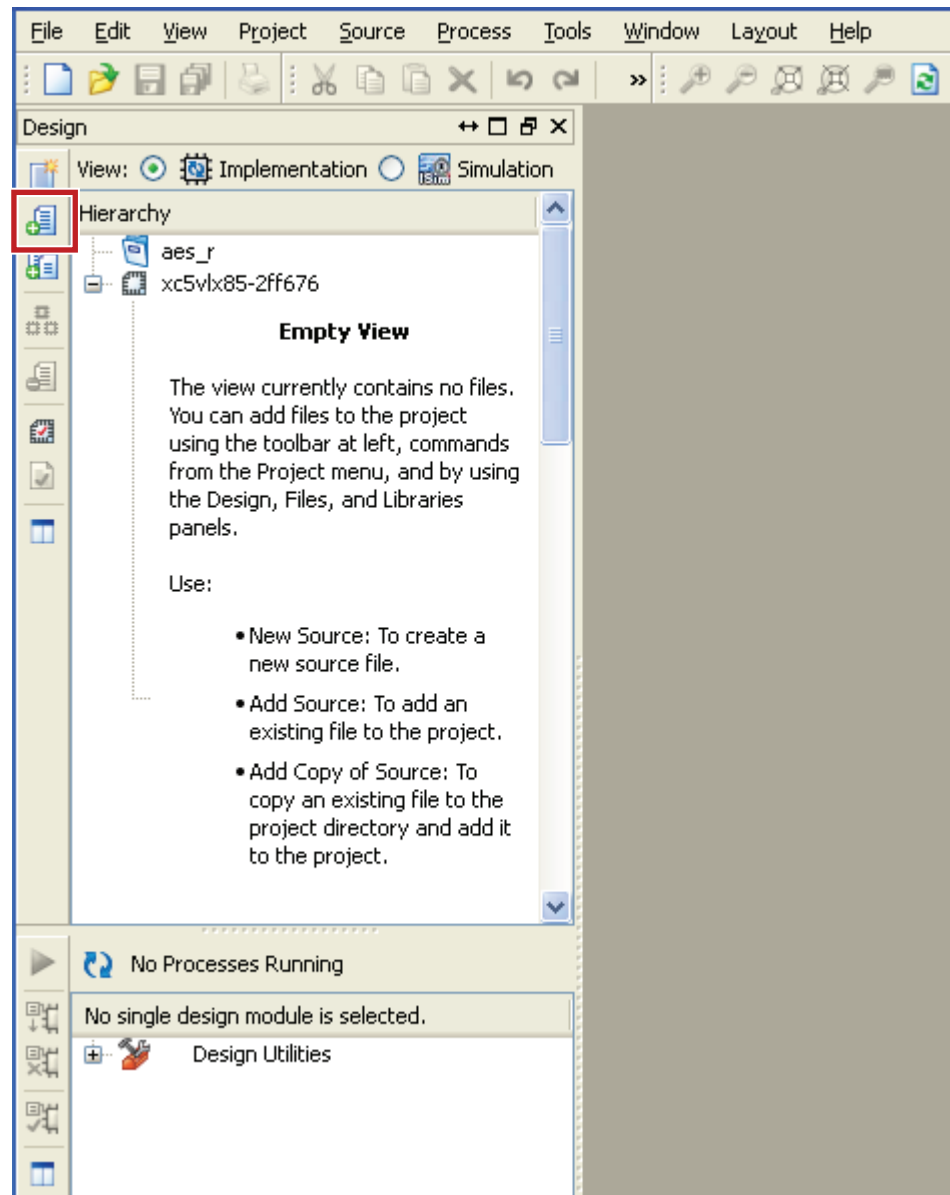 File Edit View Project Source Process Tools Window Layout Help
»
Design
View: Implementation ISim Simulation
Hierarchy
aes_r
xc5vlx85-2ff676
Empty View
The view currently contains no files.
You can add files to the project
using the toolbar at left, commands
from the Project menu, and by using
the Design, Files, and Libraries
panels.
Use:
• New Source: To create a
new source file.
• Add Source: To add an
existing file to the project.
• Add Copy of Source: To
copy an existing file to the
project directory and add it
to the project.
No Processes Running
No single design module is selected.
Design Utilities